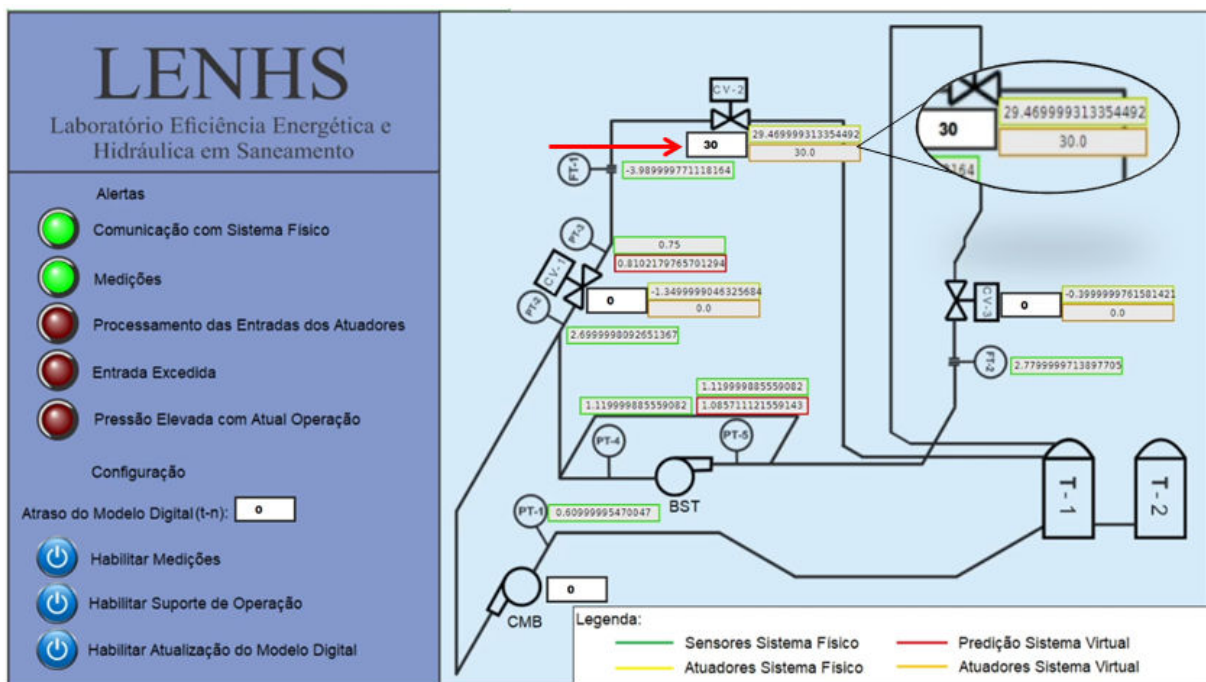 LENHS
Laboratório Eficiência Energética e
Hidráulica em Saneamento
Alertas
Comunicação com Sistema Físico
Medições
Processamento das Entradas dos Atuadores
Entrada Excedida
Pressão Elevada com Atual Operação
Configuração
Atraso do Modelo Digital(t-n): 0
Habilitar Medições
Habilitar Suporte de Operação
Habilitar Atualização do Modelo Digital
CV-2
30
29.469999313354492
30.0
30
29.469999313354492
30.0
164
FT-1
-3.989999771118164
PT-3
0.75
0.8102179765701294
CV-1
0
-1.3499999046325684
0.0
PT-2
2.6999998092651367
CV-3
0
-0.3999999761581421
0.0
FT-2
2.7799999713897705
1.119999885559082
1.119999885559082
1.085711121559143
PT-4
PT-5
BST
T-1
T-2
PT-1
0.60999995470047
0
CMB
Legenda:
Sensores Sistema Físico
Predição Sistema Virtual
Atuadores Sistema Físico
Atuadores Sistema Virtual